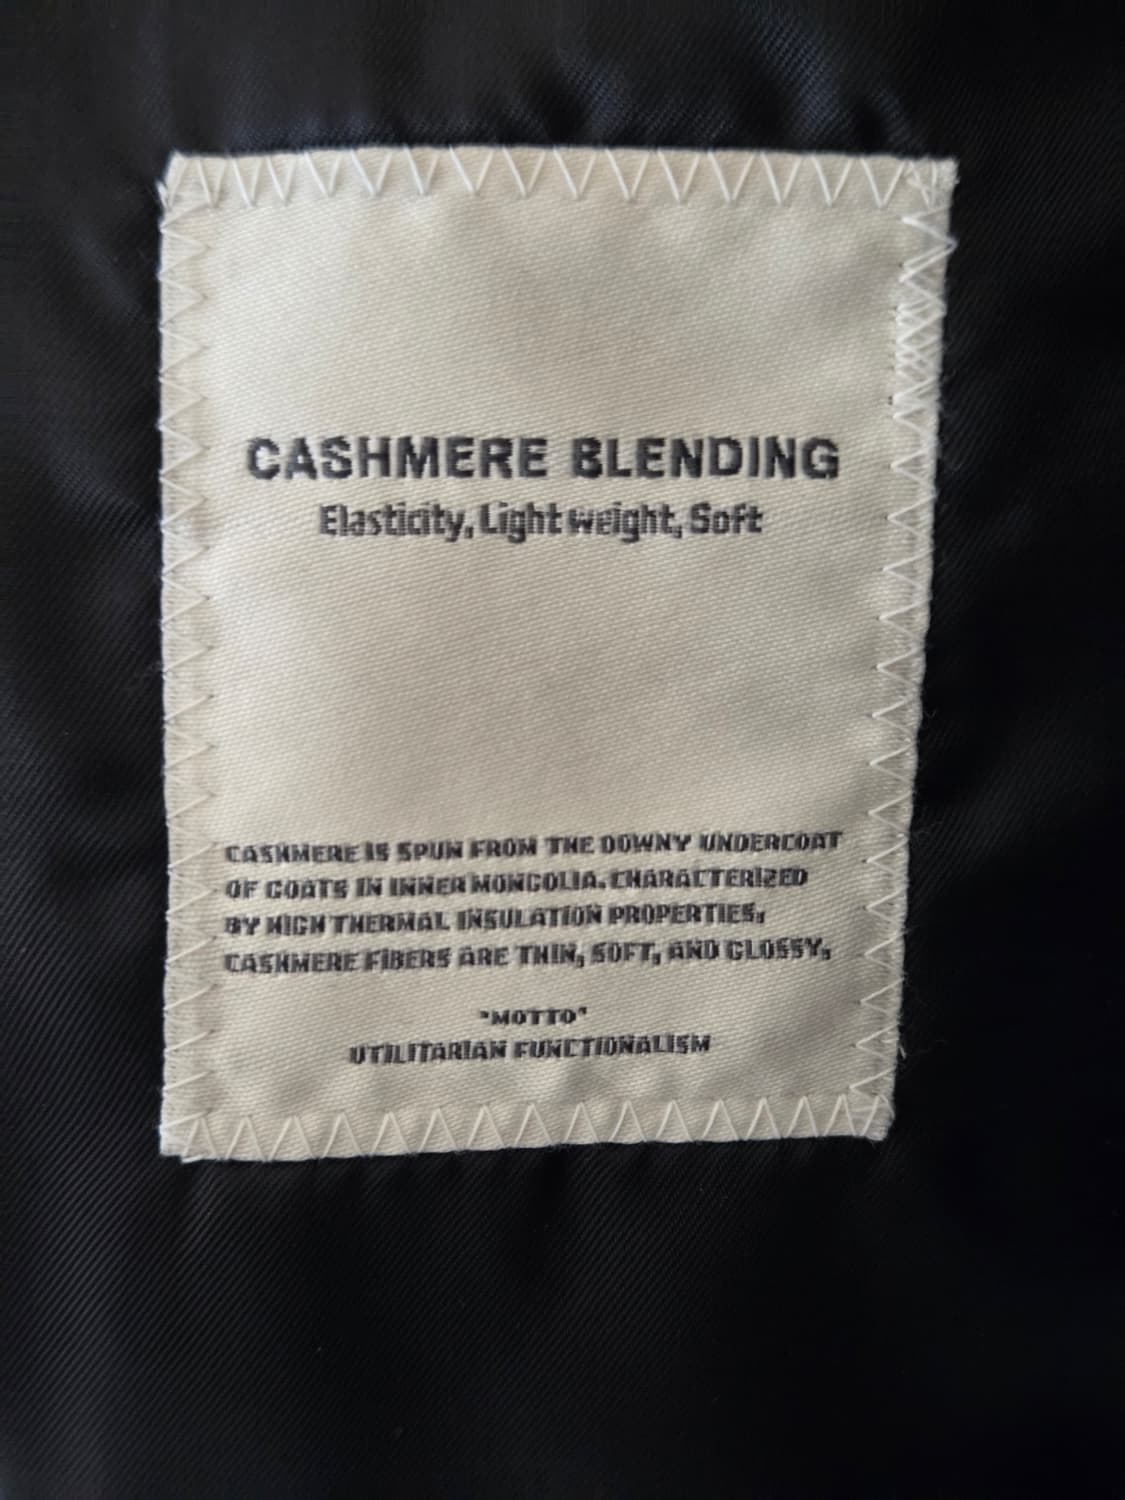 CASHMERE BLENDING
Elasticity, Light weight, Soft
CASHMERE IS SPUN FROM THE DOWNY UNDERCOAT
OF GOATS IN INNER MONGOLIA. CHARACTERIZED
BY HIGH THERMAL INSULATION PROPERTIES,
CASHMERE FIBERS ARE THIN, SOFT, AND GLOSSY,
"MOTTO"
UTILITARIAN FUNCTIONALISM